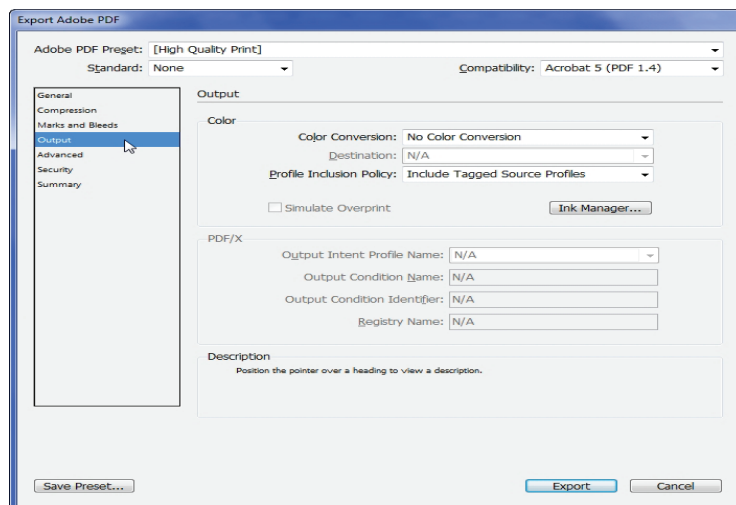 Export Adobe PDF
Adobe PDF Preset: [High Quality Print]
Standard: None Compatibility: Acrobat 5 (PDF 1.4)
General
Compression
Marks and Bleeds
Output
Advanced
Security
Summary
Output
Color
Color Conversion: No Color Conversion
Destination: N/A
Profile Inclusion Policy: Include Tagged Source Profiles
Simulate Overprint Ink Manager...
PDF/X
Output Intent Profile Name: N/A
Output Condition Name: N/A
Output Condition Identifier: N/A
Registry Name: N/A
Description
Position the pointer over a heading to view a description.
Save Preset... Export Cancel